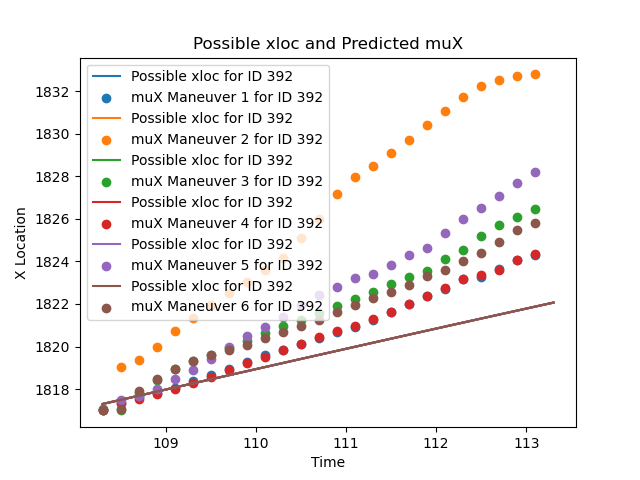 Possible xloc and Predicted muX
Possible xloc for ID 392
muX Maneuver 1 for ID 392
Possible xloc for ID 392
muX Maneuver 2 for ID 392
Possible xloc for ID 392
muX Maneuver 3 for ID 392
Possible xloc for ID 392
muX Maneuver 4 for ID 392
Possible xloc for ID 392
muX Maneuver 5 for ID 392
Possible xloc for ID 392
muX Maneuver 6 for ID 392
X Location
1832
1830
1828
1826
1824
1822
1820
1818
109 110 111 112 113
Time